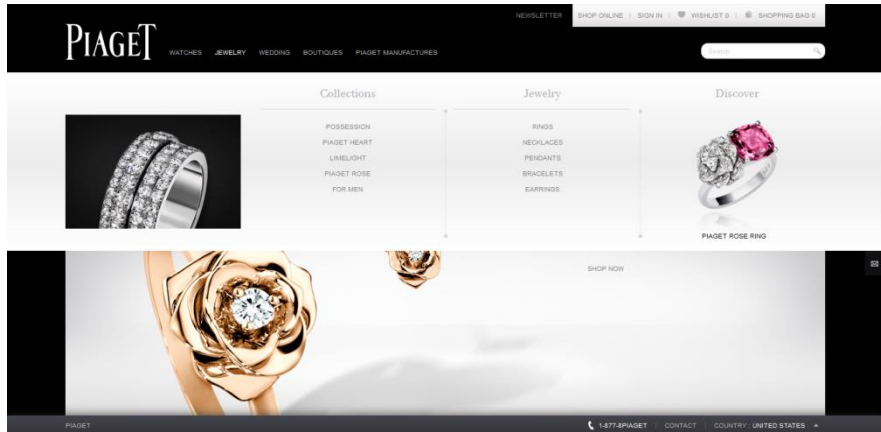 NEWSLETTER
SHOP ONLINE | SIGN IN | WISHLIST 0 | SHOPPING BAG 0
PIAGET
WATCHES JEWELRY WEDDING BOUTIQUES PIAGET MANUFACTURES
Search...
Collections
POSSESSION
PIAGET HEART
LIMELIGHT
PIAGET ROSE
FOR MEN
Jewelry
RINGS
NECKLACES
PENDANTS
BRACELETS
EARRINGS
Discover
PIAGET ROSE RING
SHOP NOW
PIAGET
1-877-8PIAGET | CONTACT | COUNTRY : UNITED STATES